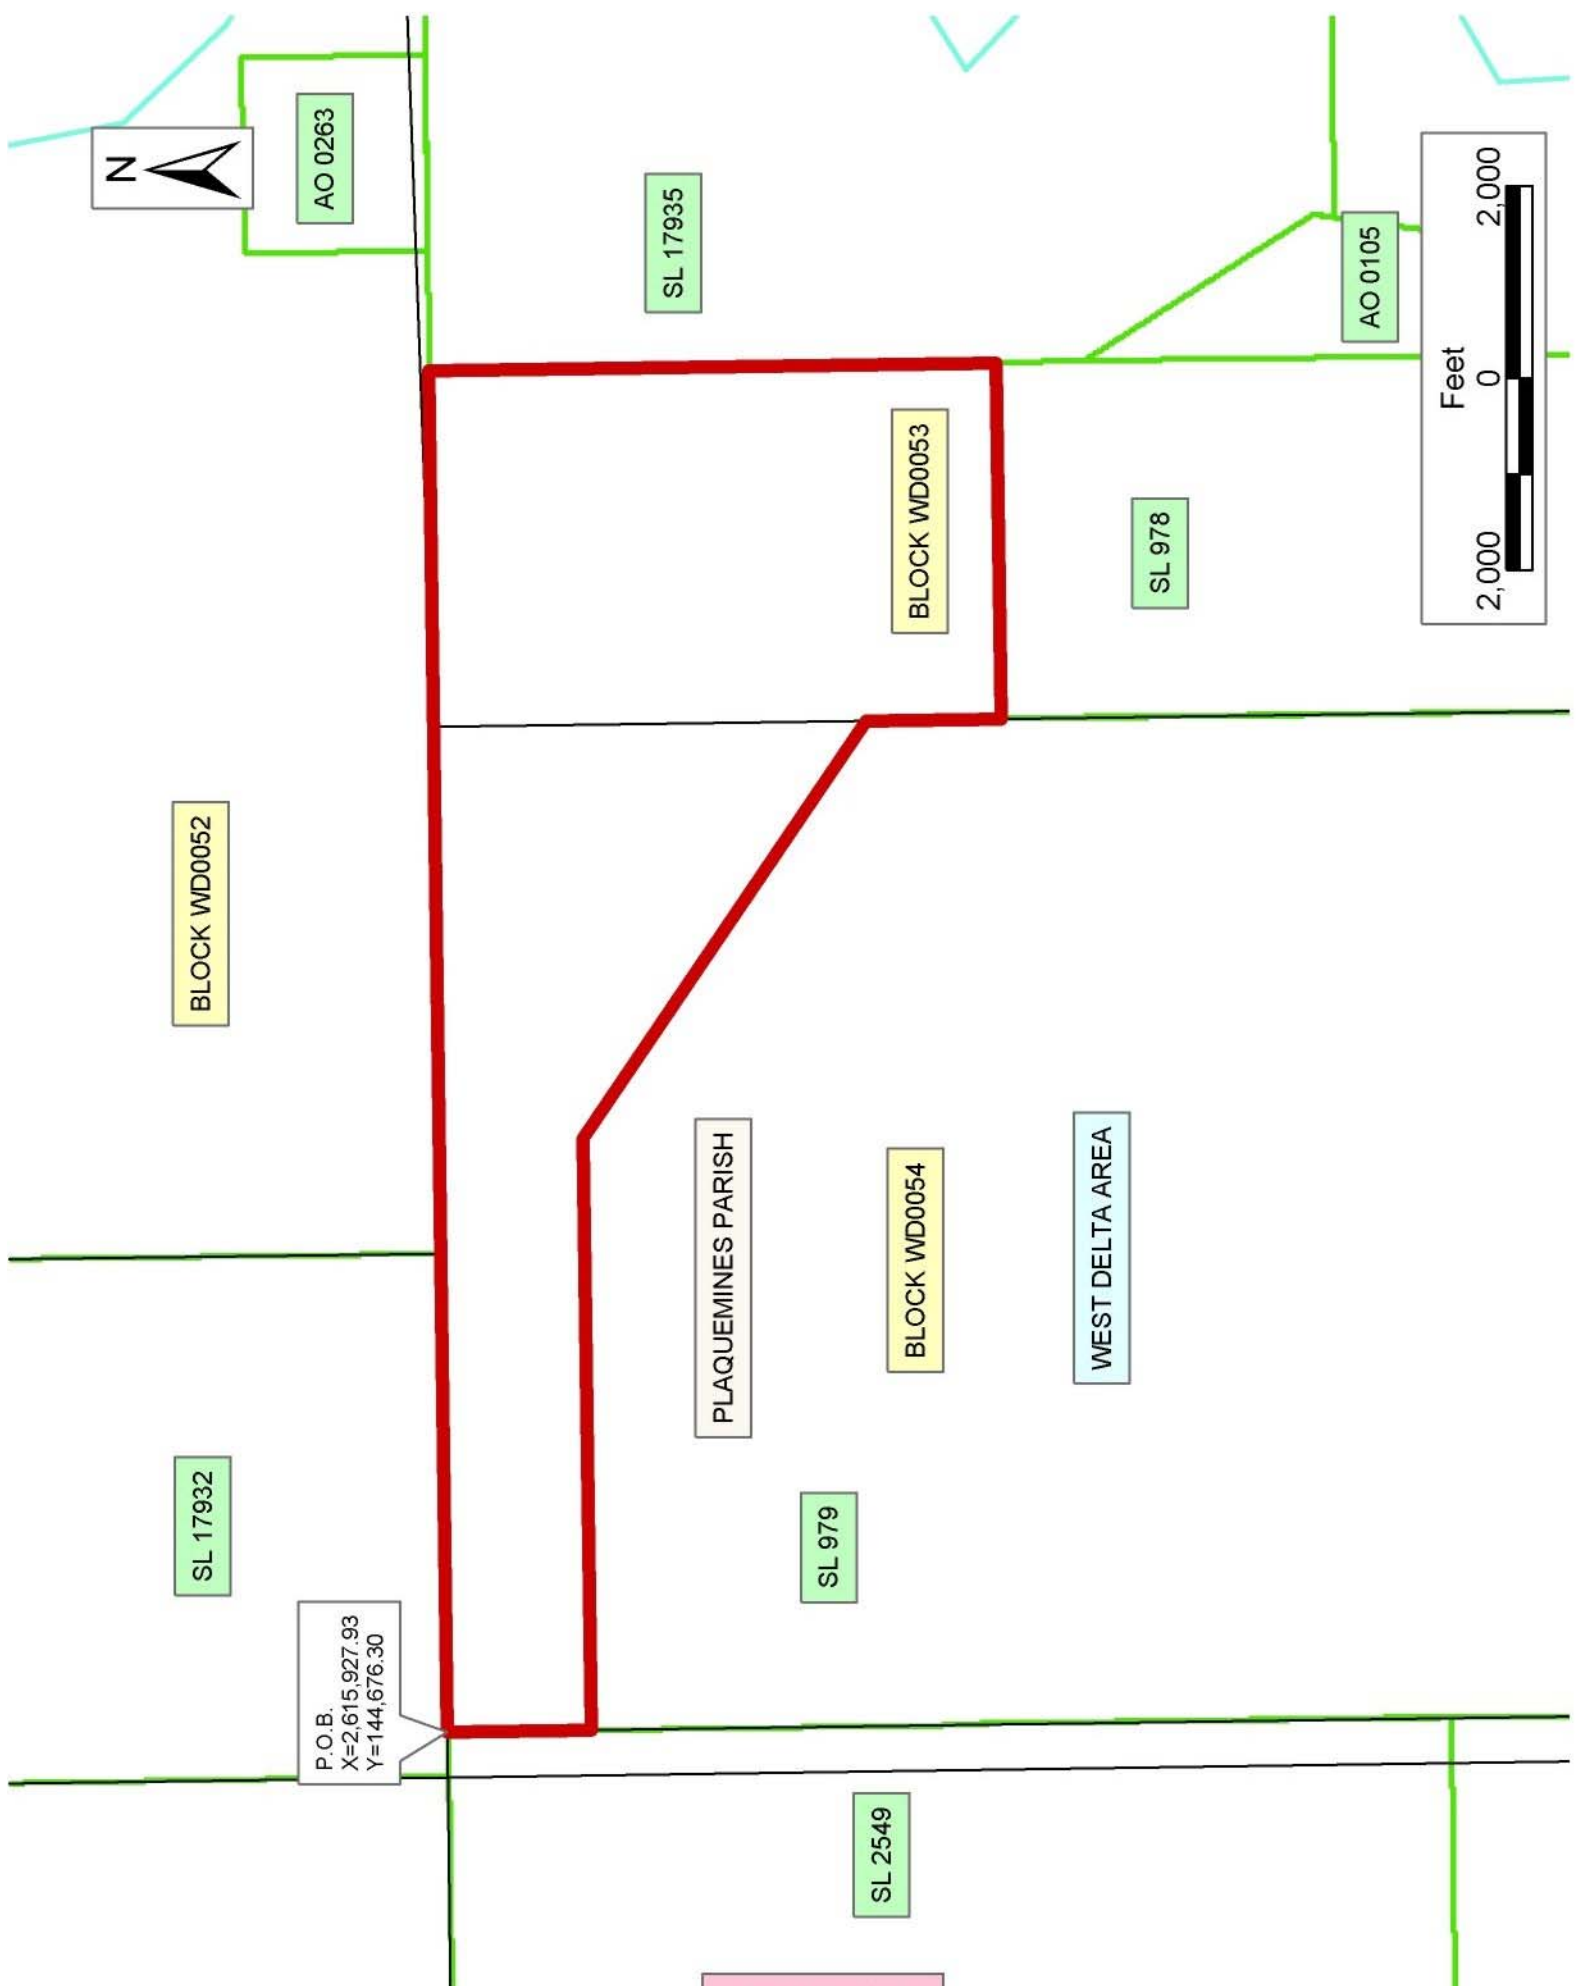 SL 17932
BLOCK WD0052
N
P.O.B.
X=2,615,927.93
Y=144,676.30
AO 0263
SL 17935
PLAQUEMINES PARISH
SL 979
SL 2549
BLOCK WD0054
BLOCK WD0053
WEST DELTA AREA
SL 978
AO 0105
Feet
2,000 0 2,000